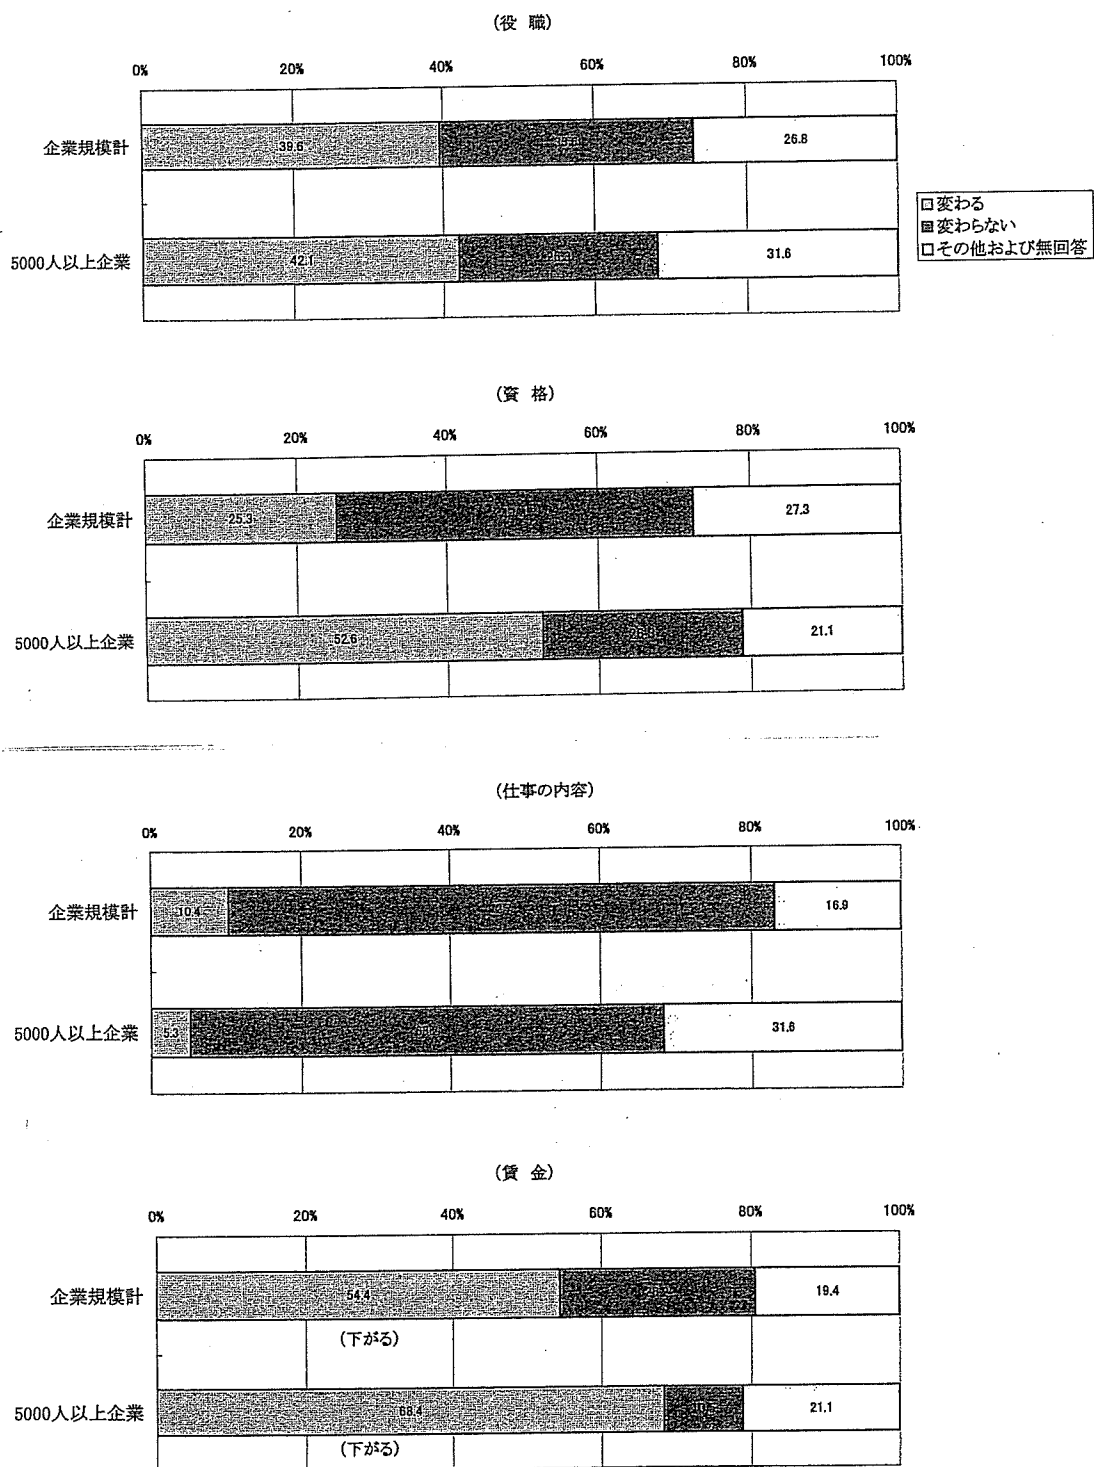 (役 職)
0% 20% 40% 60% 80% 100%
企業規模計 39.6 26.8
5000人以上企業 42.1 31.6
変わる
変わらない
その他および無回答
(資 格)
0% 20% 40% 60% 80% 100%
企業規模計 25.3 27.3
5000人以上企業 52.6 21.1
(仕事の内容)
0% 20% 40% 60% 80% 100%
企業規模計 10.4 16.9
5000人以上企業 5.3 31.6
(賃 金)
0% 20% 40% 60% 80% 100%
企業規模計 54.4 19.4
(下がる)
5000人以上企業 68.4 21.1
(下がる)